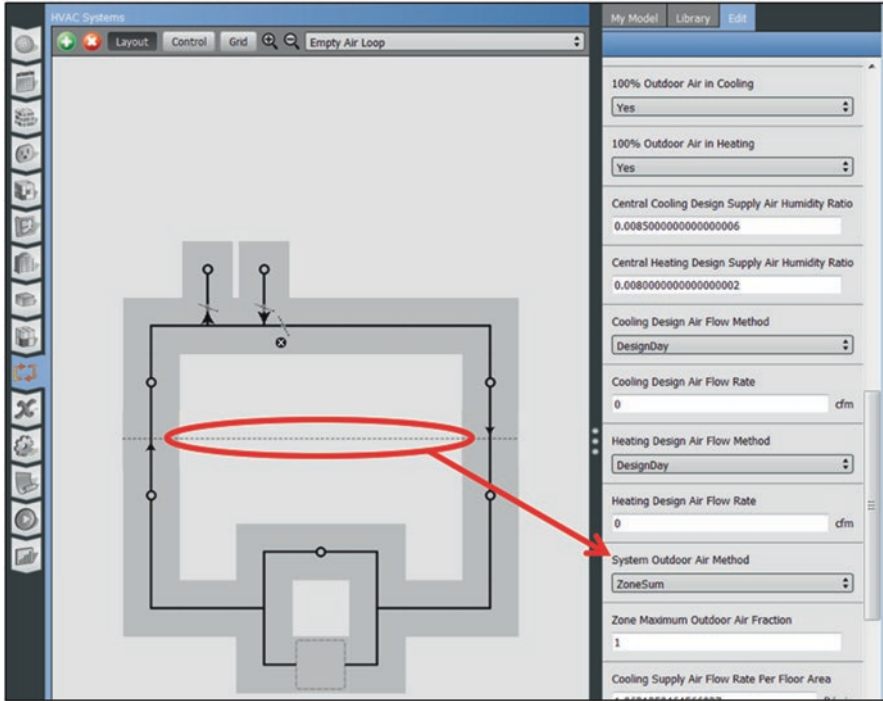 HVAC Systems
Layout Control Grid Empty Air Loop
My Model Library Edit
100% Outdoor Air in Cooling
Yes
100% Outdoor Air in Heating
Yes
Central Cooling Design Supply Air Humidity Ratio
0.0085000000000000006
Central Heating Design Supply Air Humidity Ratio
0.0080000000000000002
Cooling Design Air Flow Method
DesignDay
Cooling Design Air Flow Rate
0 cfm
Heating Design Air Flow Method
DesignDay
Heating Design Air Flow Rate
0 cfm
System Outdoor Air Method
ZoneSum
Zone Maximum Outdoor Air Fraction
1
Cooling Supply Air Flow Rate Per Floor Area